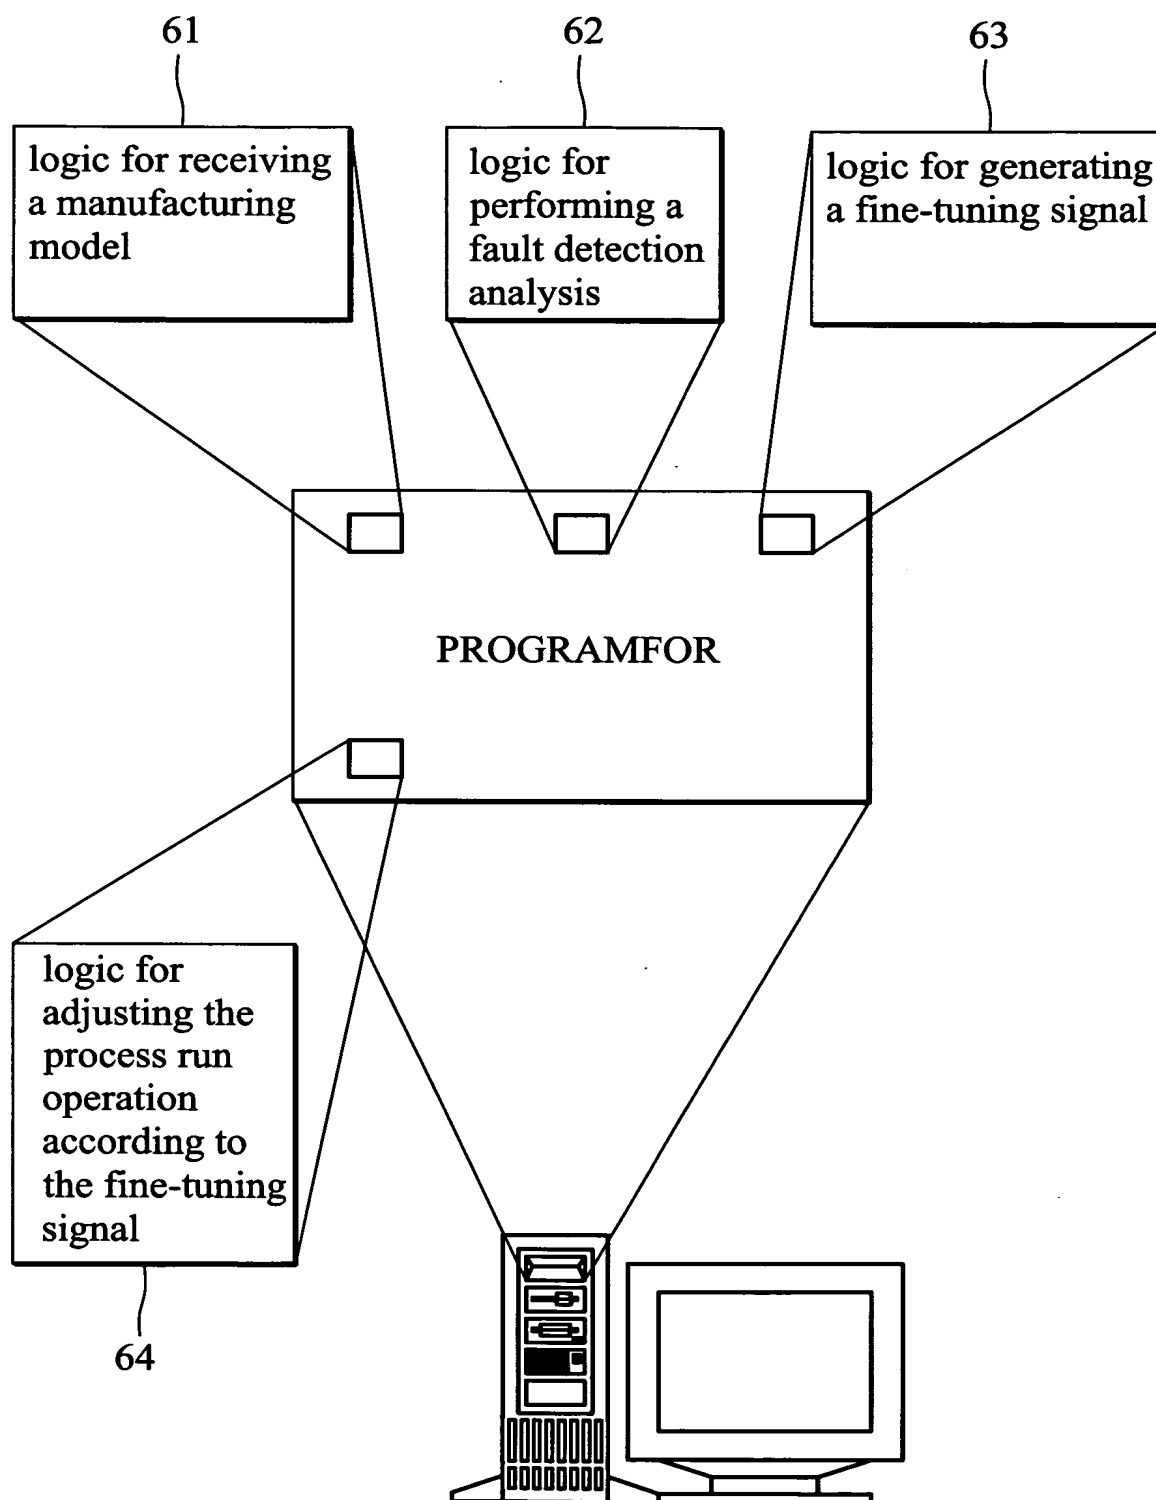 61
62
63
logic for receiving
a manufacturing
model
logic for
performing a
fault detection
analysis
logic for generating
a fine-tuning signal
PROGRAMFOR
logic for
adjusting the
process run
operation
according to
the fine-tuning
signal
64